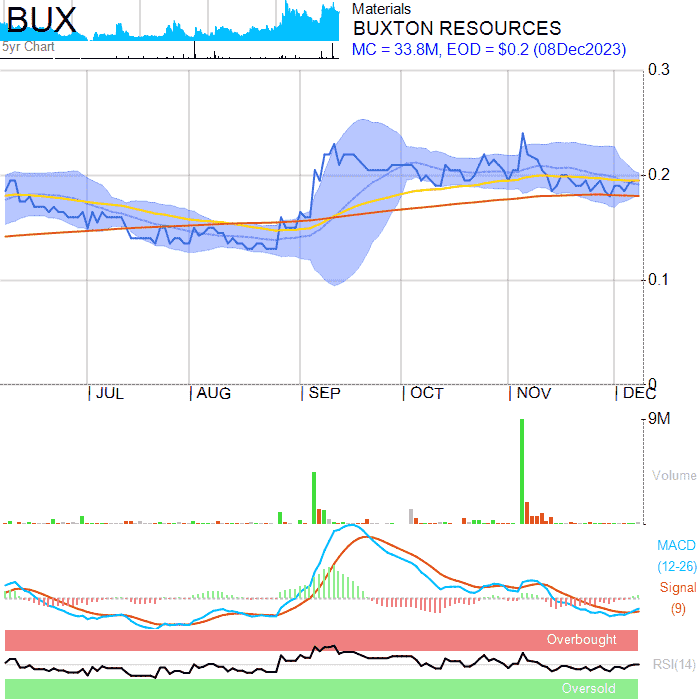 BUX
5yr Chart
Materials
BUXTON RESOURCES
MC = 33.8M, EOD = $0.2 (08Dec2023)
0.3
0.2
0.1
0
JUL
AUG
SEP
OCT
NOV
DEC
9M
Volume
MACD
(12-26)
Signal
(9)
Overbought
RSI(14)
Oversold